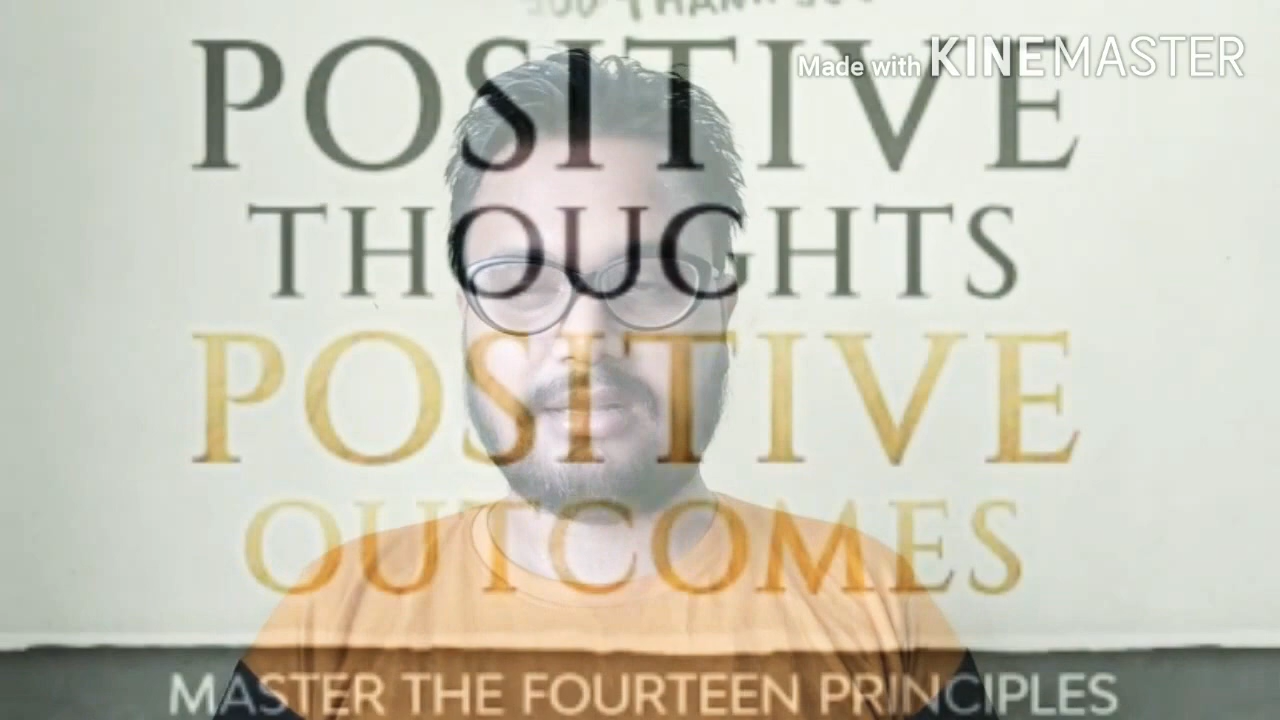 Made with KINEMASTER
POSITIVE
THOUGHTS
POSITIVE
OUTCOMES
MASTER THE FOURTEEN PRINCIPLES